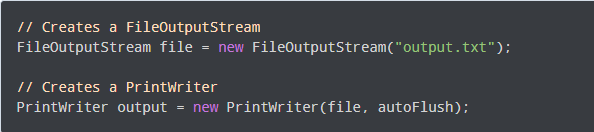 // Creates a FileOutputStream
FileOutputStream file = new FileOutputStream("output.txt");
// Creates a PrintWriter
PrintWriter output = new PrintWriter(file, autoFlush);